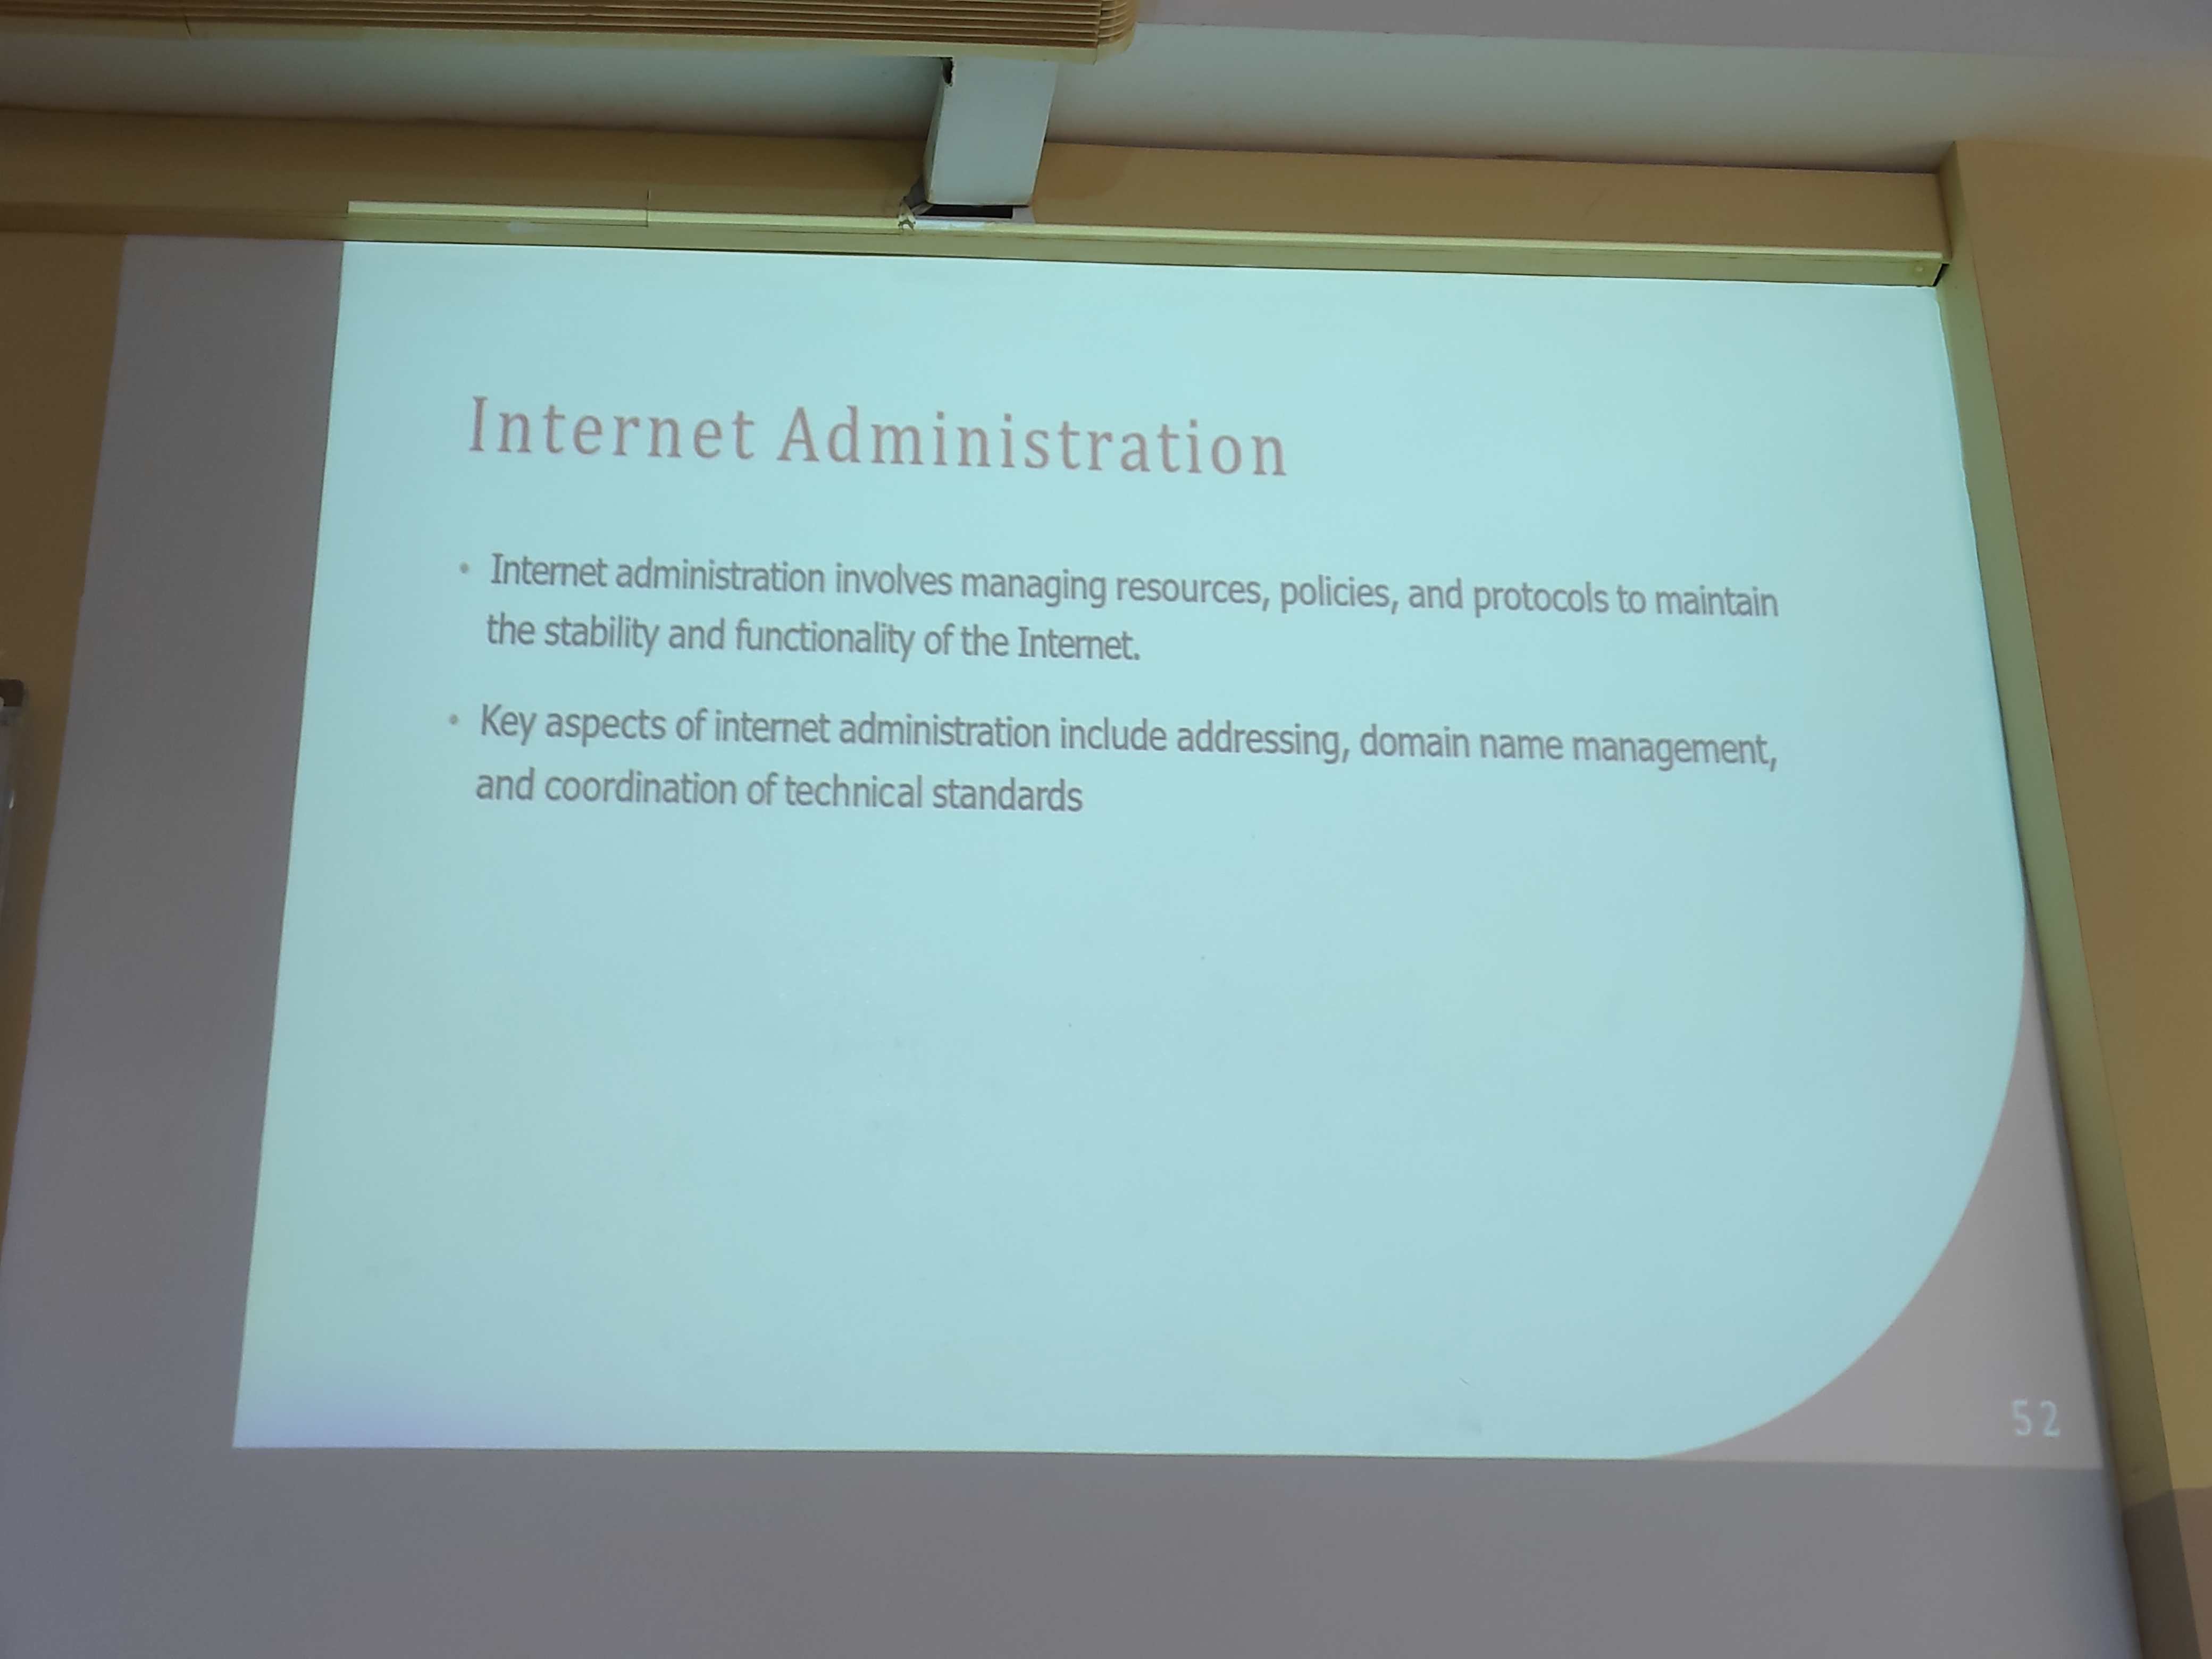 Internet Administration
• Internet administration involves managing resources, policies, and protocols to maintain
the stability and functionality of the Internet.
• Key aspects of internet administration include addressing, domain name management,
and coordination of technical standards
52